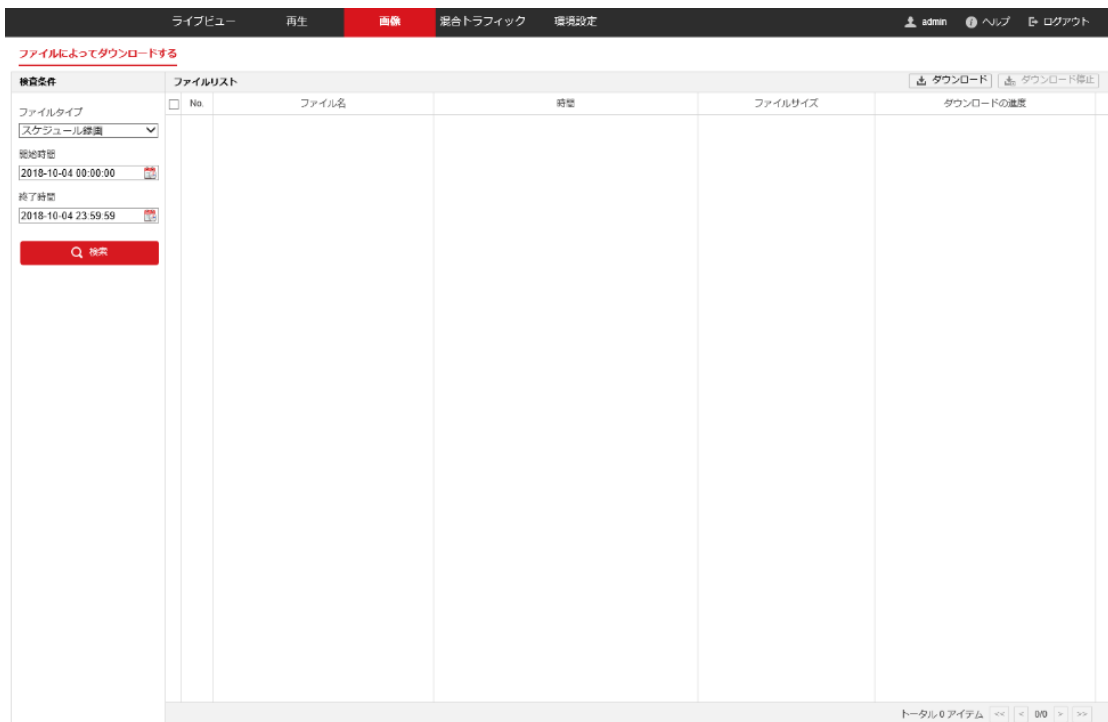 ライブビュー 再生 画像 混合トラフィック 環境設定 admin ヘルプ ログアウト
ファイルによってダウンロードする
検査条件 ファイルリスト ダウンロード ダウンロード停止
No. ファイル名 時間 ファイルサイズ ダウンロードの進度
ファイルタイプ
スケジュール録画
開始時間
2018-10-04 00:00:00
終了時間
2018-10-04 23:59:59
検索
トータル 0 アイテム << < 0/0 > >>